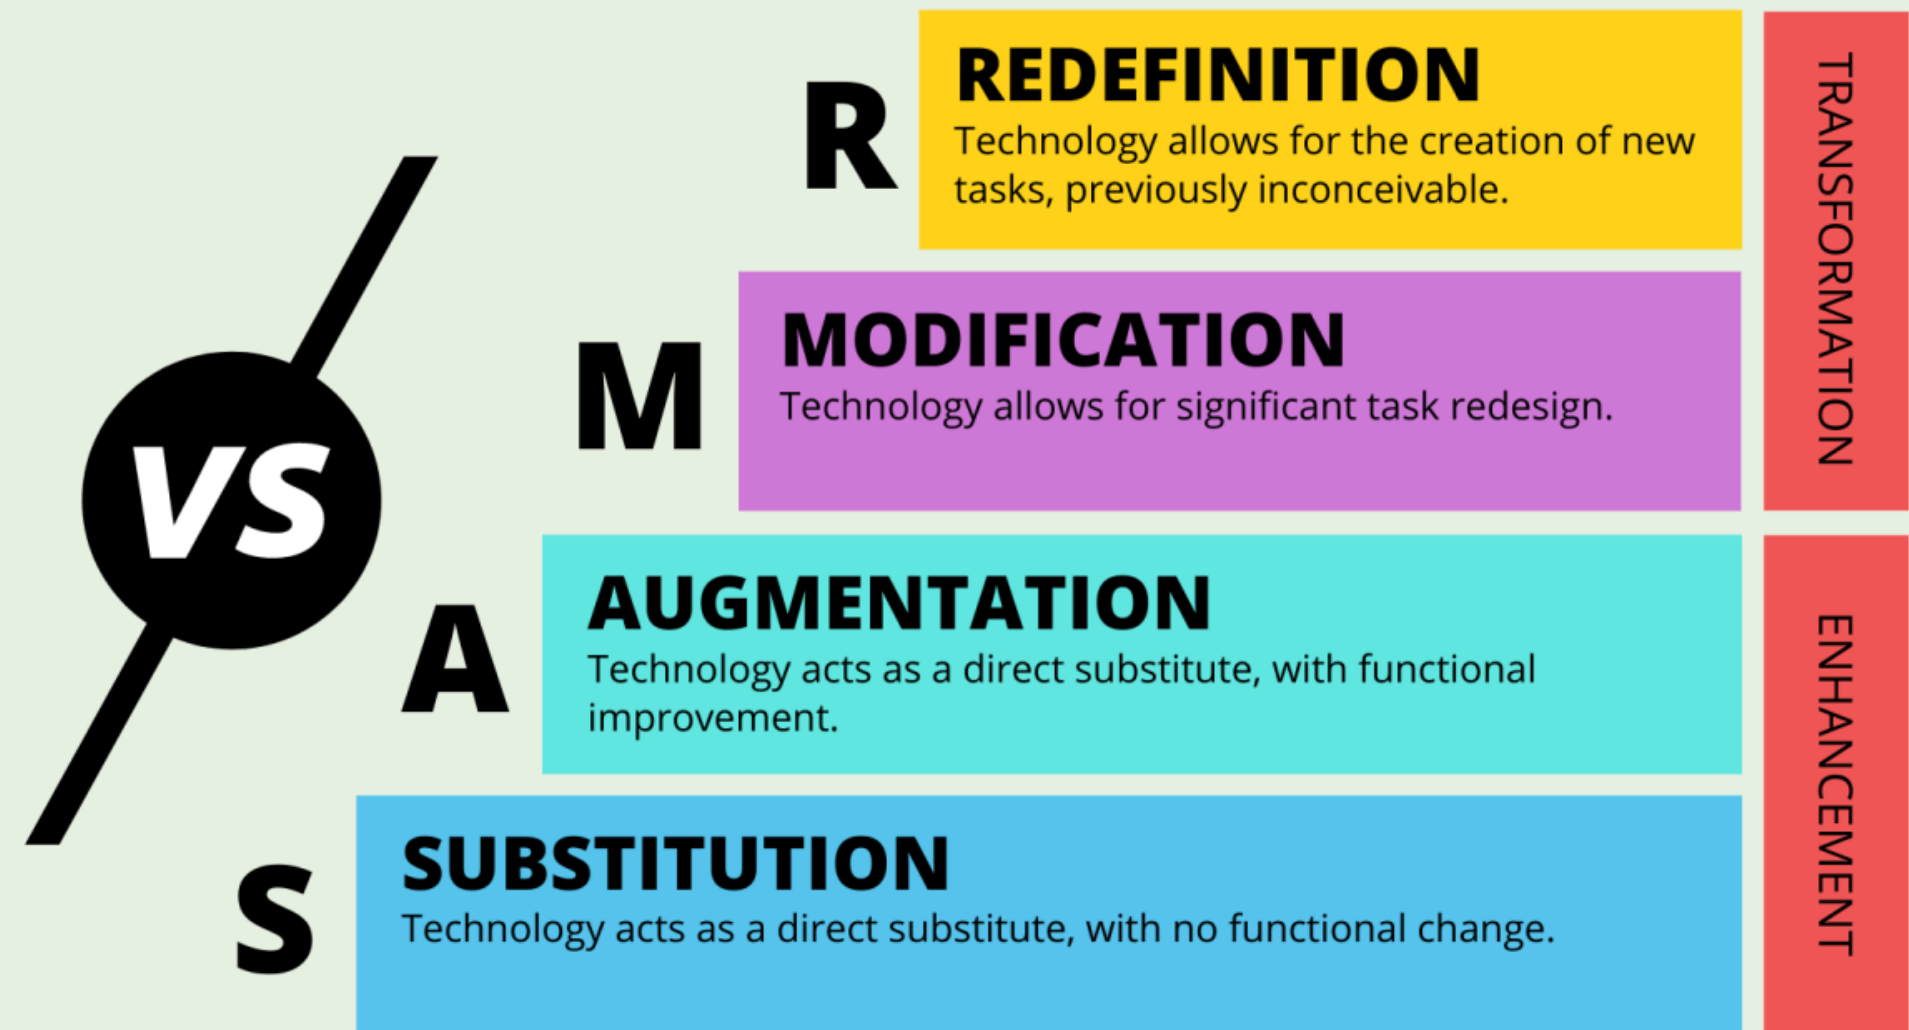 R
REDEFINITION
Technology allows for the creation of new
tasks, previously inconceivable.
TRANSFORMATION
M
MODIFICATION
Technology allows for significant task redesign.
VS
A
AUGMENTATION
Technology acts as a direct substitute, with functional
improvement.
ENHANCEMENT
S
SUBSTITUTION
Technology acts as a direct substitute, with no functional change.